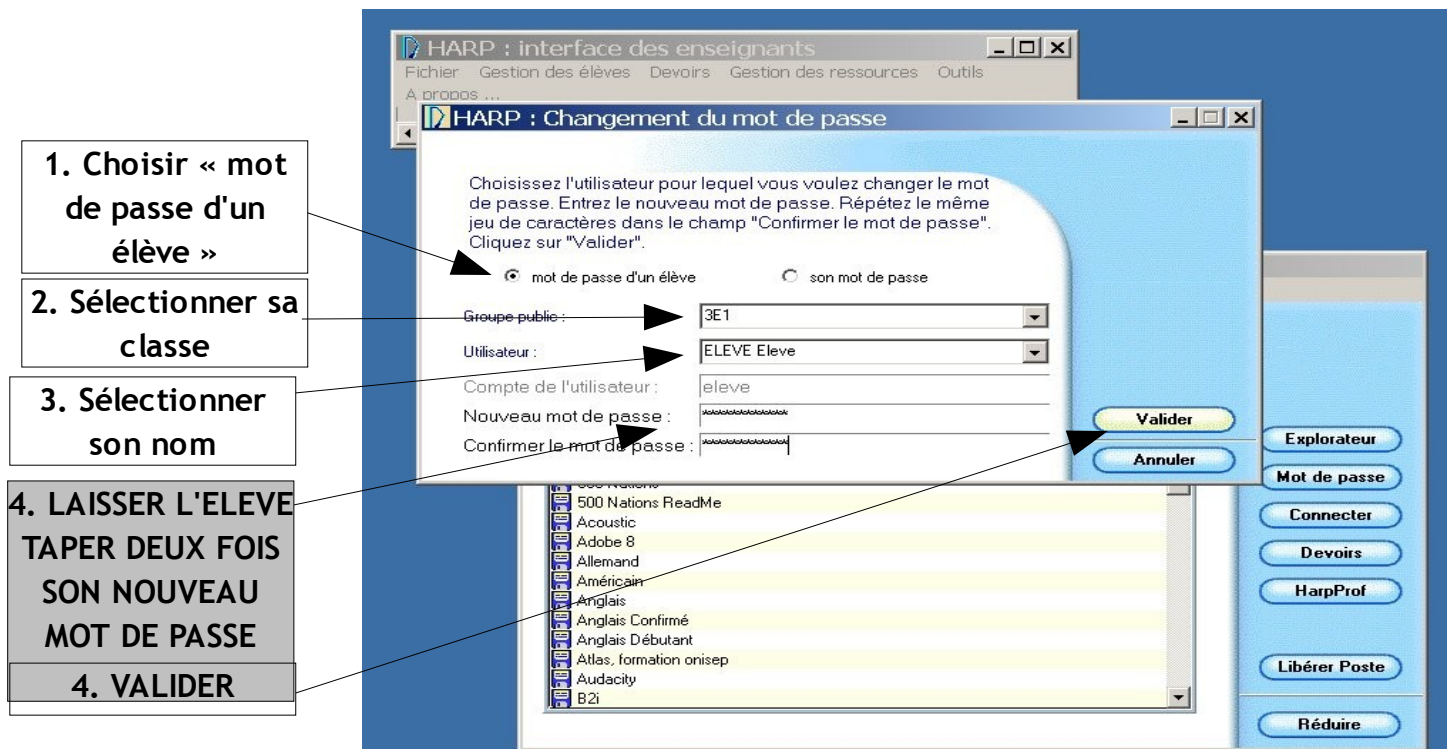 1. Choisir « mot
de passe d'un
élève »
2. Sélectionner sa
classe
3. Sélectionner
son nom
4. LAISSER L'ELEVE
TAPER DEUX FOIS
SON NOUVEAU
MOT DE PASSE
4. VALIDER
HARP : interface des enseignants
Fichier Gestion des élèves Devoirs Gestion des ressources Outils
A propos ...
HARP : Changement du mot de passe
Choisissez l'utilisateur pour lequel vous voulez changer le mot
de passe. Entrez le nouveau mot de passe. Répétez le même
jeu de caractères dans le champ "Confirmer le mot de passe".
Cliquez sur "Valider".
mot de passe d'un élève son mot de passe
Groupe public : 3E1
Utilisateur : ELEVE Eleve
Compte de l'utilisateur : eleve
Nouveau mot de passe : **************
Confirmer le mot de passe : **************
Valider
Annuler
500 Nations
500 Nations ReadMe
Acoustic
Adobe 8
Allemand
Américain
Anglais
Anglais Confirmé
Anglais Débutant
Atlas, formation onisep
Audacity
B2i
Explorateur
Mot de passe
Connecter
Devoirs
HarpProf
Libérer Poste
Réduire